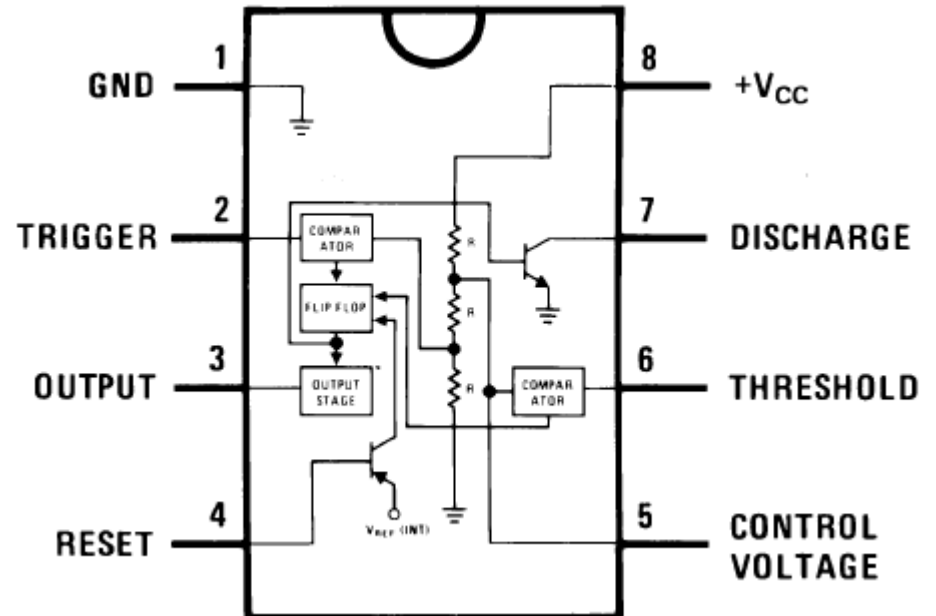 1
GND
8
+VCC
2
TRIGGER
7
DISCHARGE
COMPAR
ATOR
R
FLIP FLOP
R
3
OUTPUT
6
THRESHOLD
OUTPUT
STAGE
R
COMPAR
ATOR
4
RESET
VREF (INT)
5
CONTROL
VOLTAGE